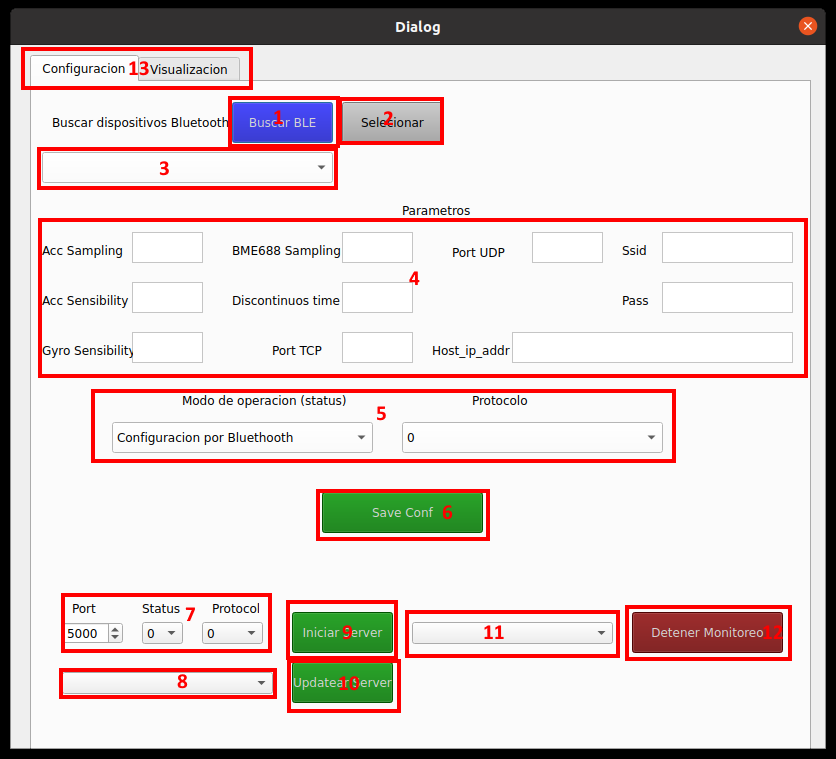 Dialog
Configuracion 13 Visualizacion
Buscar dispositivos Bluetooth Buscar BLE 1 Selecionar 2
3
Parametros
Acc Sampling BME688 Sampling Port UDP Ssid
4
Acc Sensibility Discontinuos time Pass
Gyro Sensibility Port TCP Host_ip_addr
Modo de operacion (status) 5 Protocolo
Configuracion por Bluethooth 0
Save Conf 6
Port Status 7 Protocol
5000 0 0 Iniciar Server 9 11 Detener Monitoreo 12
8 Updatear Server 10